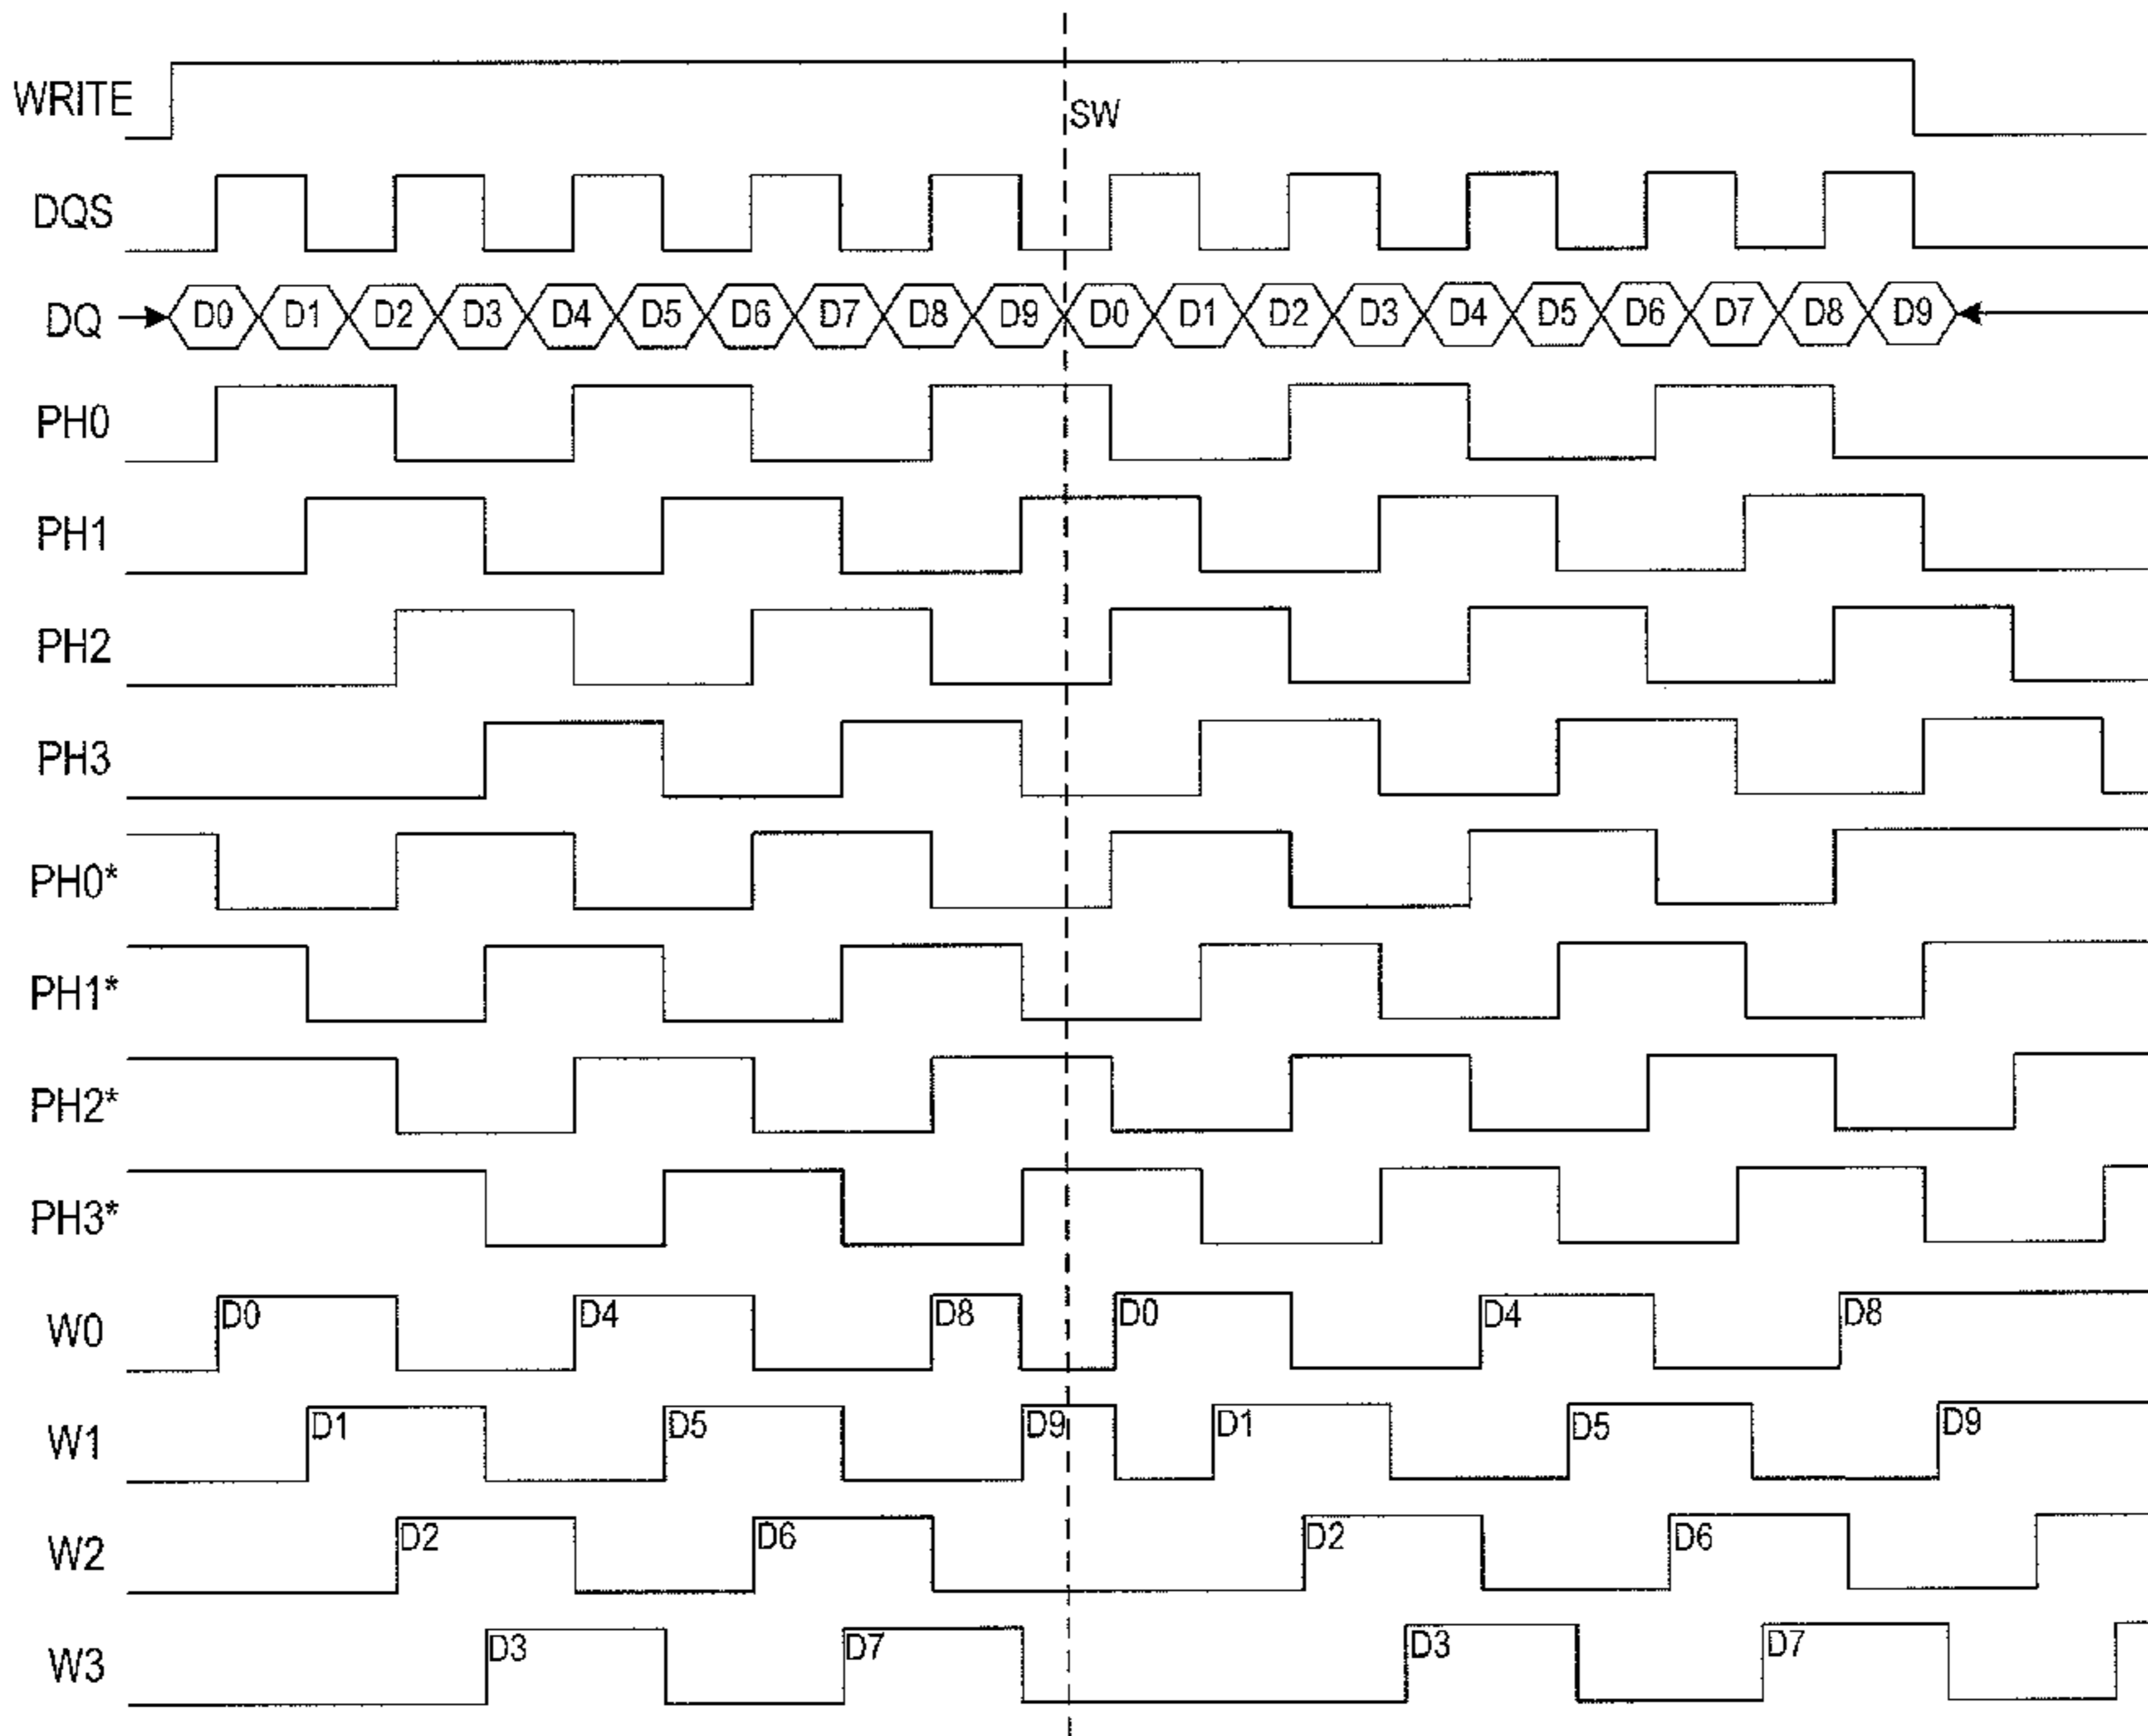 WRITE SW
DQS
DQ D0 D1 D2 D3 D4 D5 D6 D7 D8 D9 D0 D1 D2 D3 D4 D5 D6 D7 D8 D9
PH0
PH1
PH2
PH3
PH0*
PH1*
PH2*
PH3*
W0 D0 D4 D8 D0 D4 D8
W1 D1 D5 D9 D1 D5 D9
W2 D2 D6 D2 D6
W3 D3 D7 D3 D7